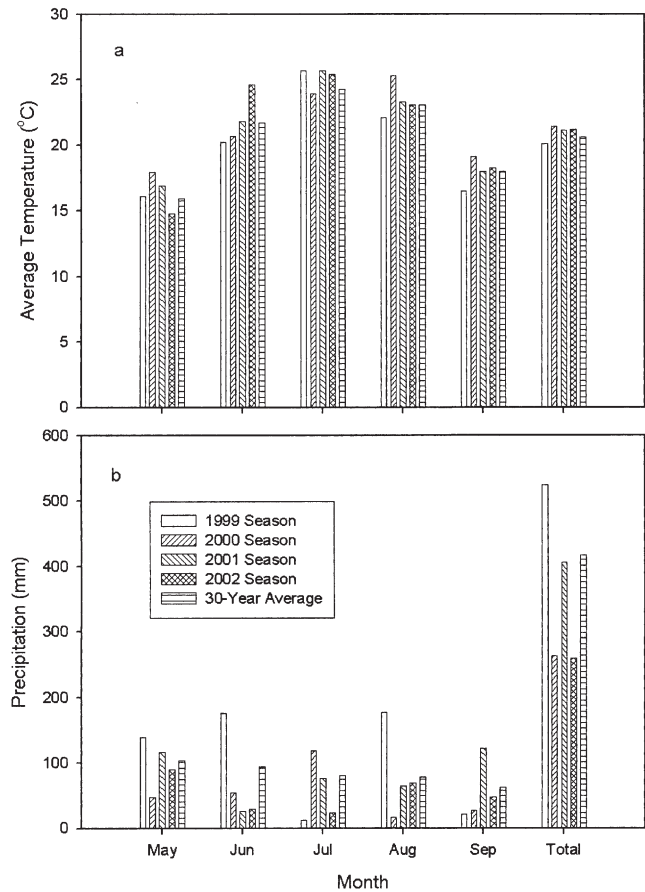 30
a
25
20
15
10
5
0
Average Temperature (°C)
600
b
500
400
300
200
100
0
Precipitation (mm)
1999 Season
2000 Season
2001 Season
2002 Season
30-Year Average
May Jun Jul Aug Sep Total
Month